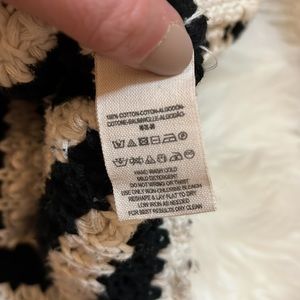 100% COTTON-COTON-ALGODON-
COTONE-BAUMWOLLE-ALGODÃO-
HAND WASH COLD
MILD DETERGENT
DO NOT WRING OR TWIST
USE ONLY NON-CHLORINE BLEACH
RESHAPE & LAY FLAT TO DRY
LOW IRON AS NEEDED
FOR BEST RESULTS DRY CLEAN